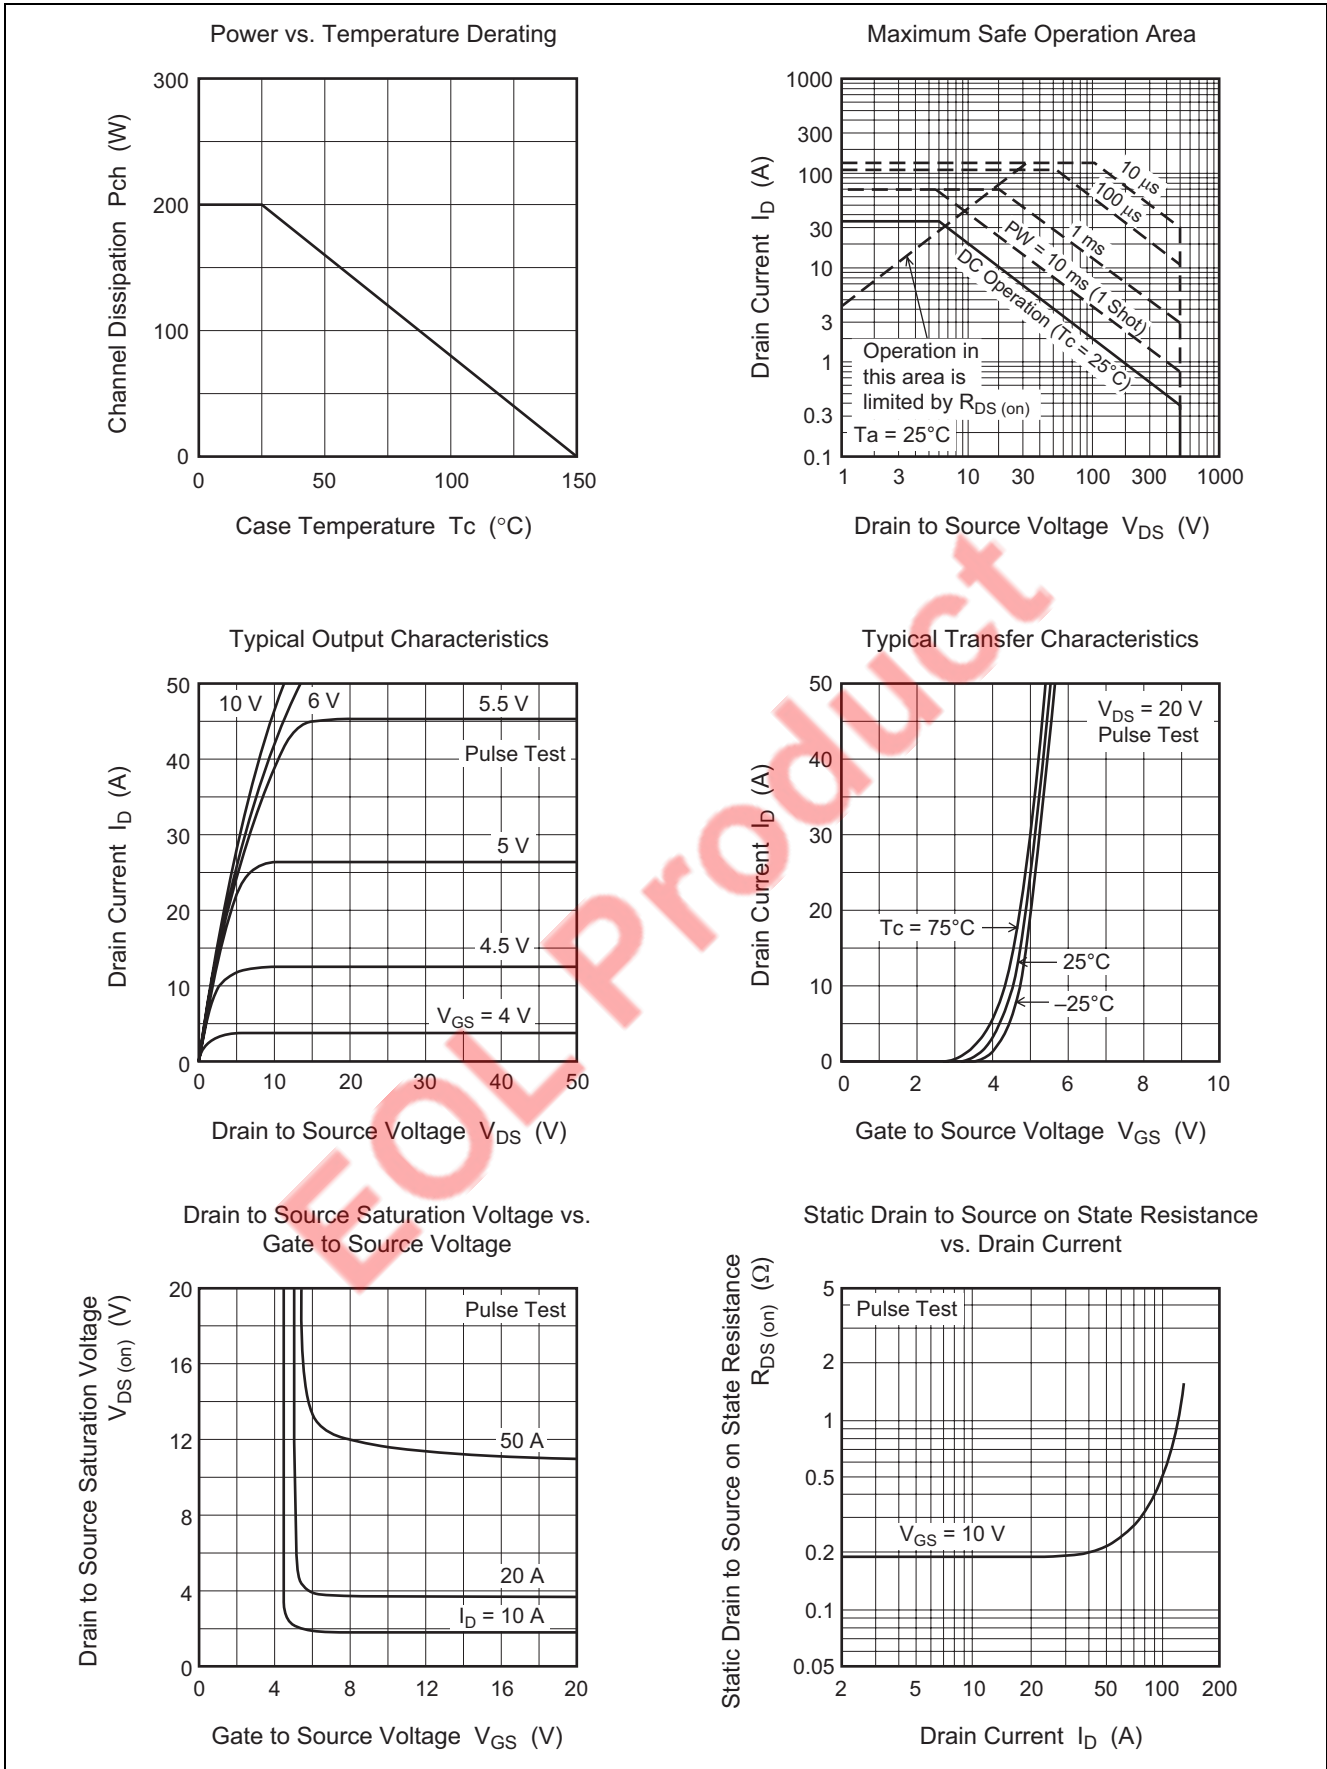 Power vs. Temperature Derating
Channel Dissipation Pch (W)
300
200
100
0
0 50 100 150
Case Temperature Tc (°C)
Maximum Safe Operation Area
Drain Current ID (A)
1000
300
100
30
10
3
1
0.3
0.1
10 μs
100 μs
1 ms
PW = 10 ms (1 Shot)
DC Operation (Tc = 25°C)
Operation in
this area is
limited by RDS (on)
Ta = 25°C
1 3 10 30 100 300 1000
Drain to Source Voltage VDS (V)
Typical Output Characteristics
Drain Current ID (A)
50
40
30
20
10
0
10 V 6 V 5.5 V
Pulse Test
5 V
4.5 V
VGS = 4 V
0 10 20 30 40 50
Drain to Source Voltage VDS (V)
Typical Transfer Characteristics
Drain Current ID (A)
50
40
30
20
10
0
VDS = 20 V
Pulse Test
Tc = 75°C
25°C
–25°C
0 2 4 6 8 10
Gate to Source Voltage VGS (V)
Drain to Source Saturation Voltage vs.
Gate to Source Voltage
Drain to Source Saturation Voltage
VDS (on) (V)
20
16
12
8
4
0
Pulse Test
50 A
20 A
ID = 10 A
0 4 8 12 16 20
Gate to Source Voltage VGS (V)
Static Drain to Source on State Resistance
vs. Drain Current
Static Drain to Source on State Resistance
RDS (on) (Ω)
5
2
1
0.5
0.2
0.1
0.05
Pulse Test
VGS = 10 V
2 5 10 20 50 100 200
Drain Current ID (A)
EOL Product